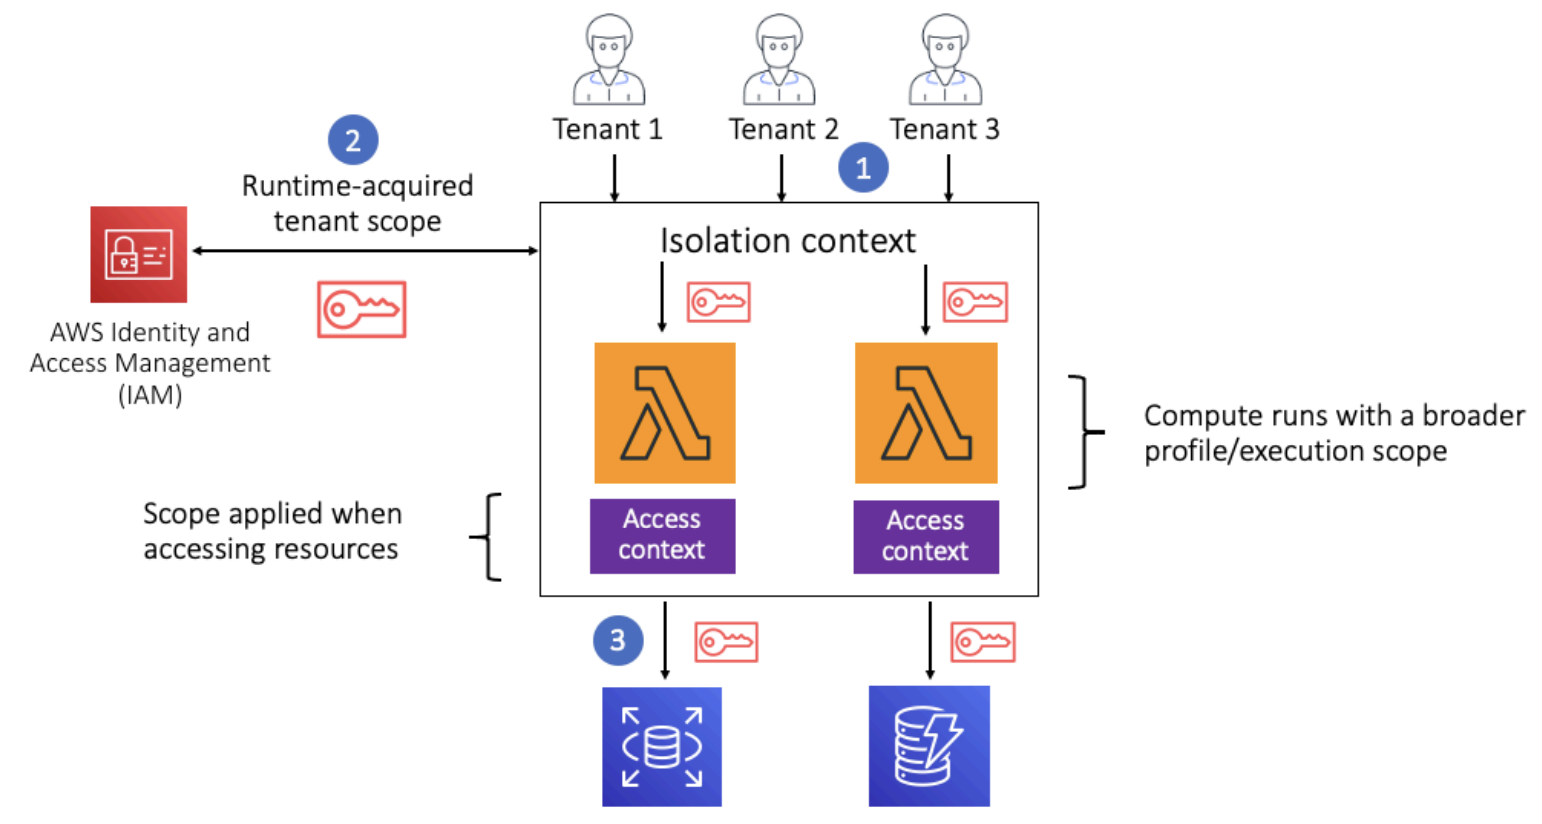 Tenant 1
Tenant 2
Tenant 3
1
2
Runtime-acquired
tenant scope
Isolation context
AWS Identity and
Access Management
(IAM)
Compute runs with a broader
profile/execution scope
Scope applied when
accessing resources
Access
context
Access
context
3